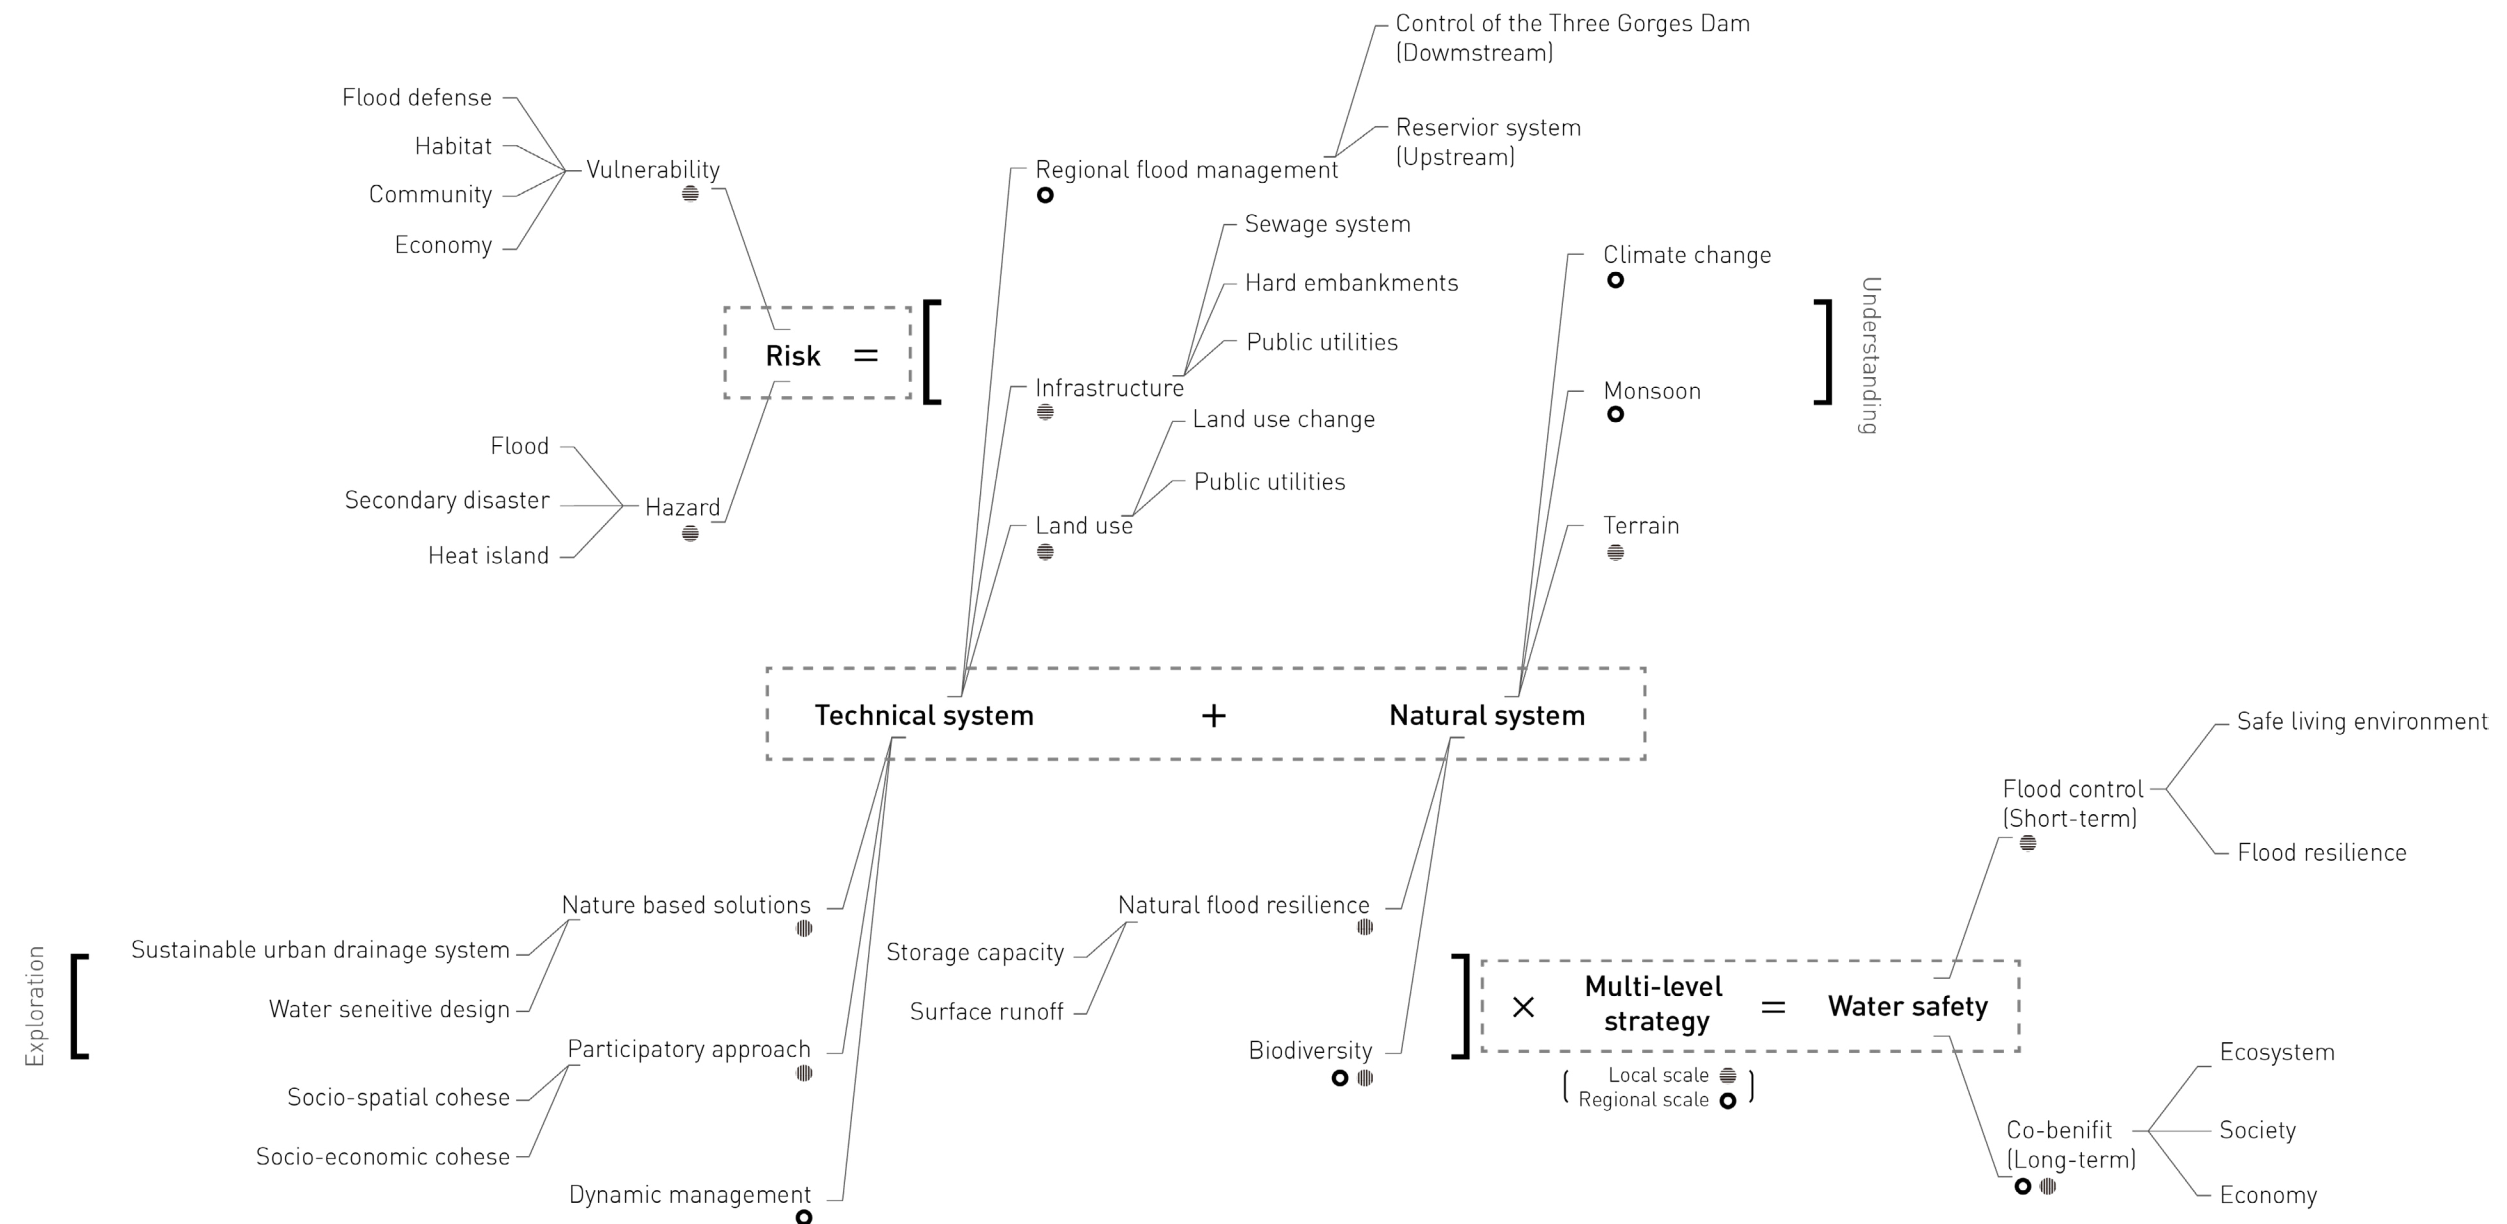 Control of the Three Gorges Dam
(Dowmstream)
Reservior system
(Upstream)
Flood defense
Habitat
Community
Economy
Vulnerability
Regional flood management
Sewage system
Hard embankments
Public utilities
Climate change
Understanding
Risk =
[
]
Infrastructure
Monsoon
Land use change
Public utilities
Flood
Secondary disaster
Heat island
Hazard
Land use
Terrain
Technical system + Natural system
Safe living environment
Flood control
(Short-term)
Flood resilience
Nature based solutions
Sustainable urban drainage system
Water seneitive design
Natural flood resilience
Storage capacity
Surface runoff
Exploration
[
]
× Multi-level
strategy
= Water safety
Participatory approach
Socio-spatial cohese
Socio-economic cohese
Biodiversity
(Local scale
Regional scale)
Dynamic management
Co-benifit
(Long-term)
Ecosystem
Society
Economy